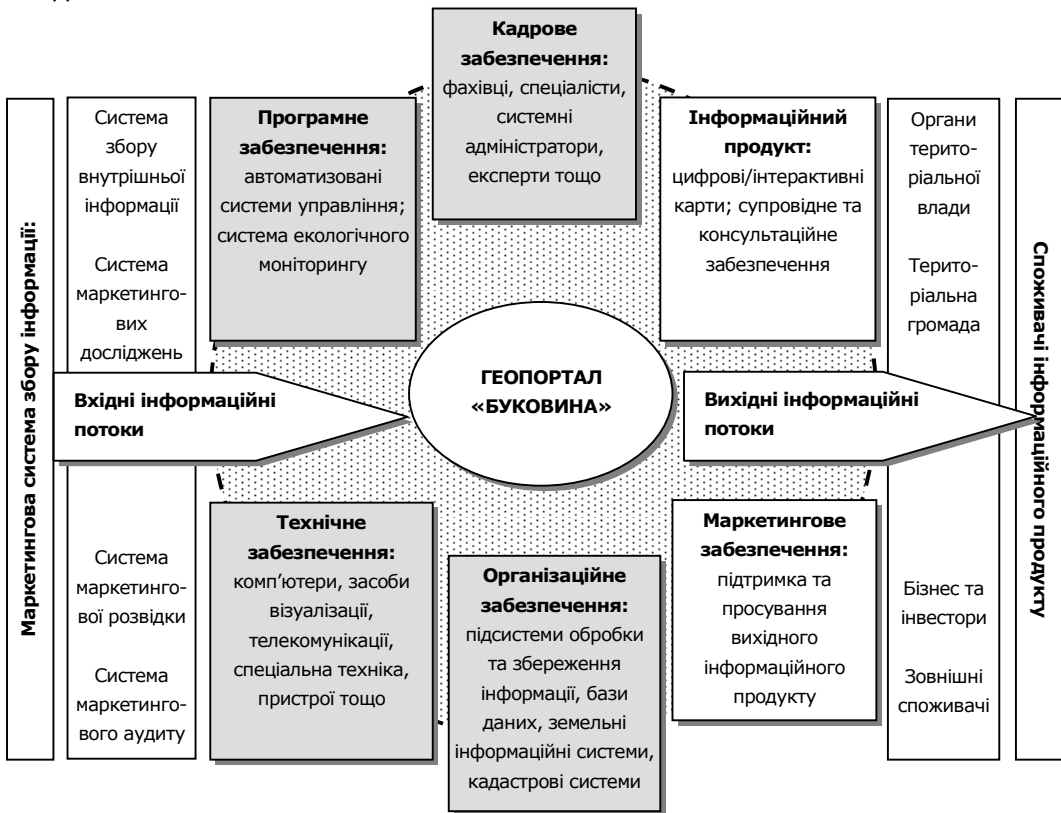 Маркетингова система збору інформації:
Система
збору
внутрішньої
інформації
Система
маркетинго-
вих
досліджень
Система
маркетинго-
вої розвідки
Система
маркетинго-
вого аудиту
Вхідні інформаційні
потоки
Програмне
забезпечення:
автоматизовані
системи управління;
система екологічного
моніторингу
Технічне
забезпечення:
комп’ютери, засоби
візуалізації,
телекомунікації,
спеціальна техніка,
пристрої тощо
Кадрове
забезпечення:
фахівці, спеціалісти,
системні
адміністратори,
експерти тощо
ГЕОПОРТАЛ
«БУКОВИНА»
Організаційне
забезпечення:
підсистеми обробки
та збереження
інформації, бази
даних, земельні
інформаційні системи,
кадастрові системи
Інформаційний
продукт:
цифрові/інтерактивні
карти; супровідне та
консультаційне
забезпечення
Вихідні інформаційні
потоки
Маркетингове
забезпечення:
підтримка та
просування
вихідного
інформаційного
продукту
Органи
терито-
ріальної
влади
Терито-
ріальна
громада
Бізнес та
інвестори
Зовнішні
споживачі
Споживачі інформаційного продукту